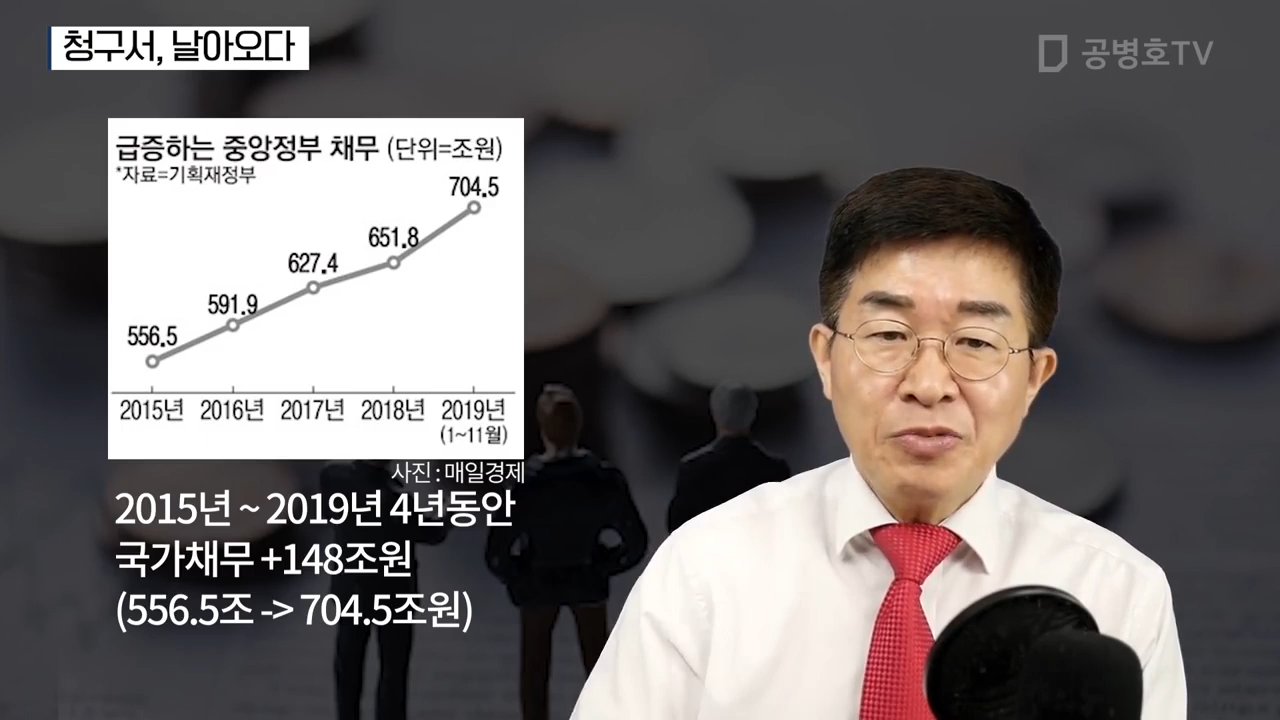 청구서, 날아오다
공병호TV
급증하는 중앙정부 채무 (단위=조원)
*자료=기획재정부
704.5
651.8
627.4
591.9
556.5
2015년 2016년 2017년 2018년 2019년
(1~11월)
사진 : 매일경제
2015년 ~ 2019년 4년동안
국가채무 +148조원
(556.5조 -> 704.5조원)